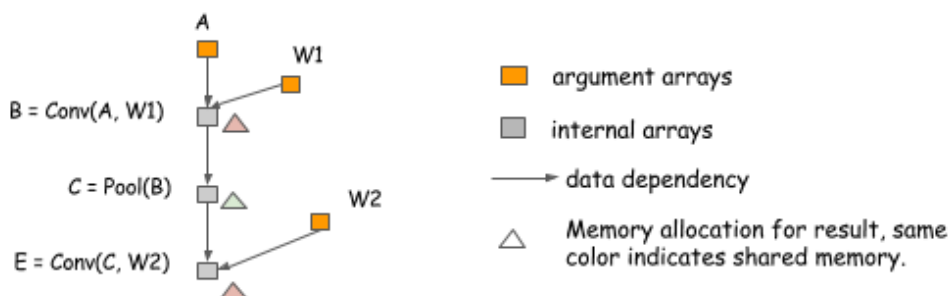 A
W1
B = Conv(A, W1)
C = Pool(B)
W2
E = Conv(C, W2)
argument arrays
internal arrays
data dependency
Memory allocation for result, same
color indicates shared memory.